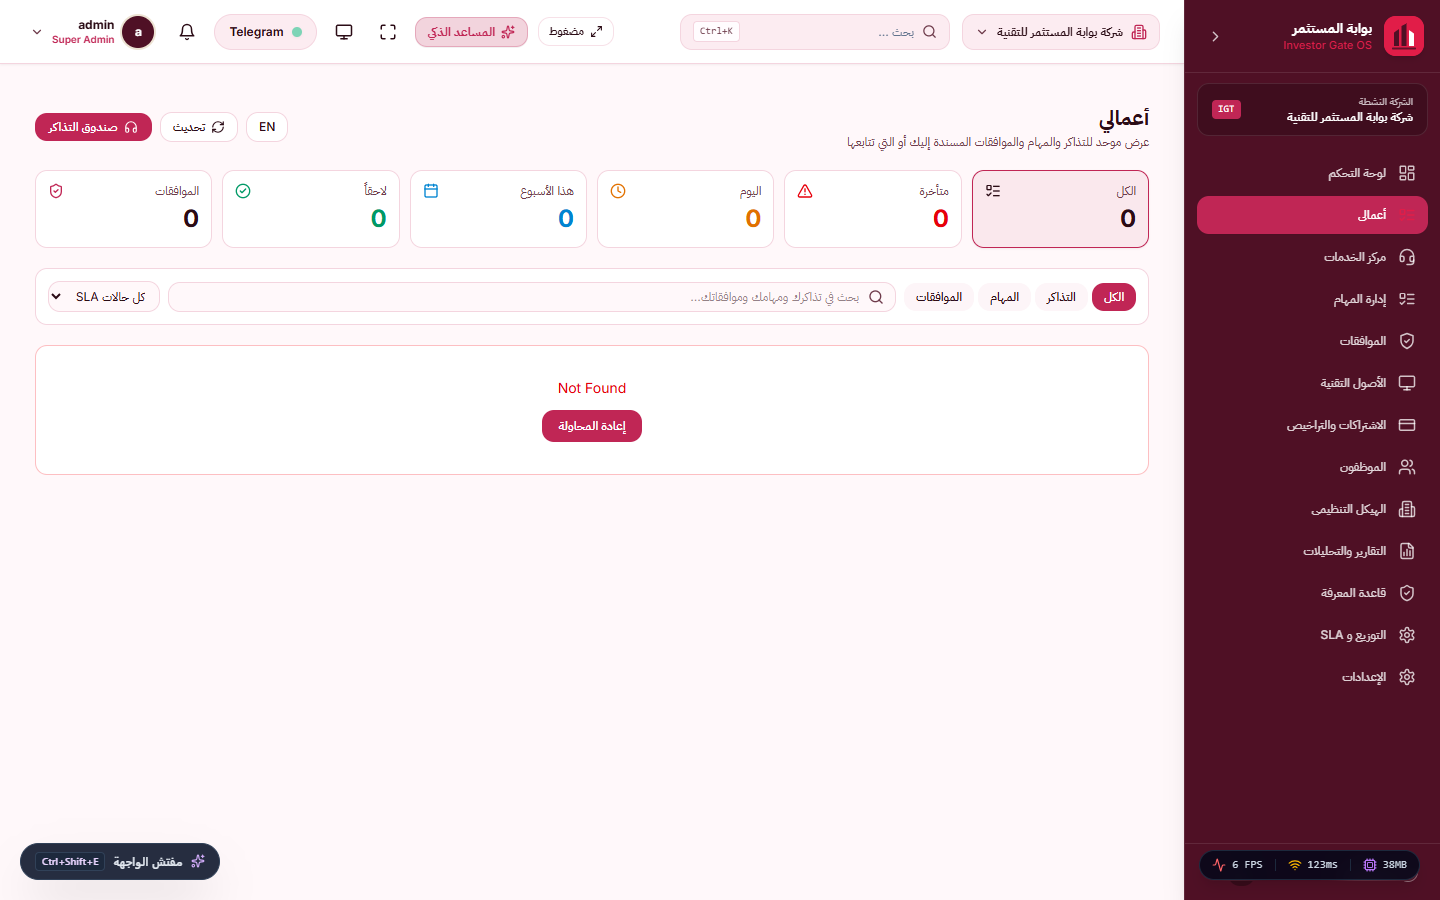 بوابة المستثمر
Investor Gate OS
الشركة النشطة
شركة بوابة المستثمر للتقنية
IGT
لوحة التحكم
أعمالي
مركز الخدمات
إدارة المهام
الموافقات
الأصول التقنية
الاشتراكات والتراخيص
الموظفون
الهيكل التنظيمي
التقارير والتحليلات
قاعدة المعرفة
التوزيع و SLA
الإعدادات
6 FPS
123ms
38MB
شركة بوابة المستثمر للتقنية
بحث ...
Ctrl+K
مضغوط
المساعد الذكي
Telegram
a
admin
Super Admin
أعمالي
عرض موحد للتذاكر والمهام والموافقات المسندة إليك أو التي تتابعها
EN
تحديث
صندوق التذاكر
الكل
0
متأخرة
0
اليوم
0
هذا الأسبوع
0
لاحقاً
0
الموافقات
0
الكل
التذاكر
المهام
الموافقات
بحث في تذاكرك ومهامك وموافقاتك...
كل حالات SLA
Not Found
إعادة المحاولة
مفتش الواجهة
Ctrl+Shift+E